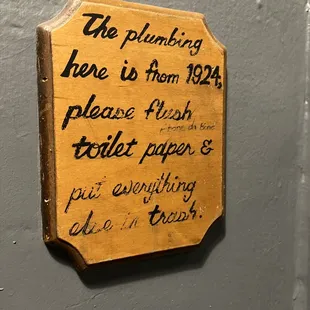 The plumbing
here is from 1924,
please flush
toilet paper &
put everything
else in trash.